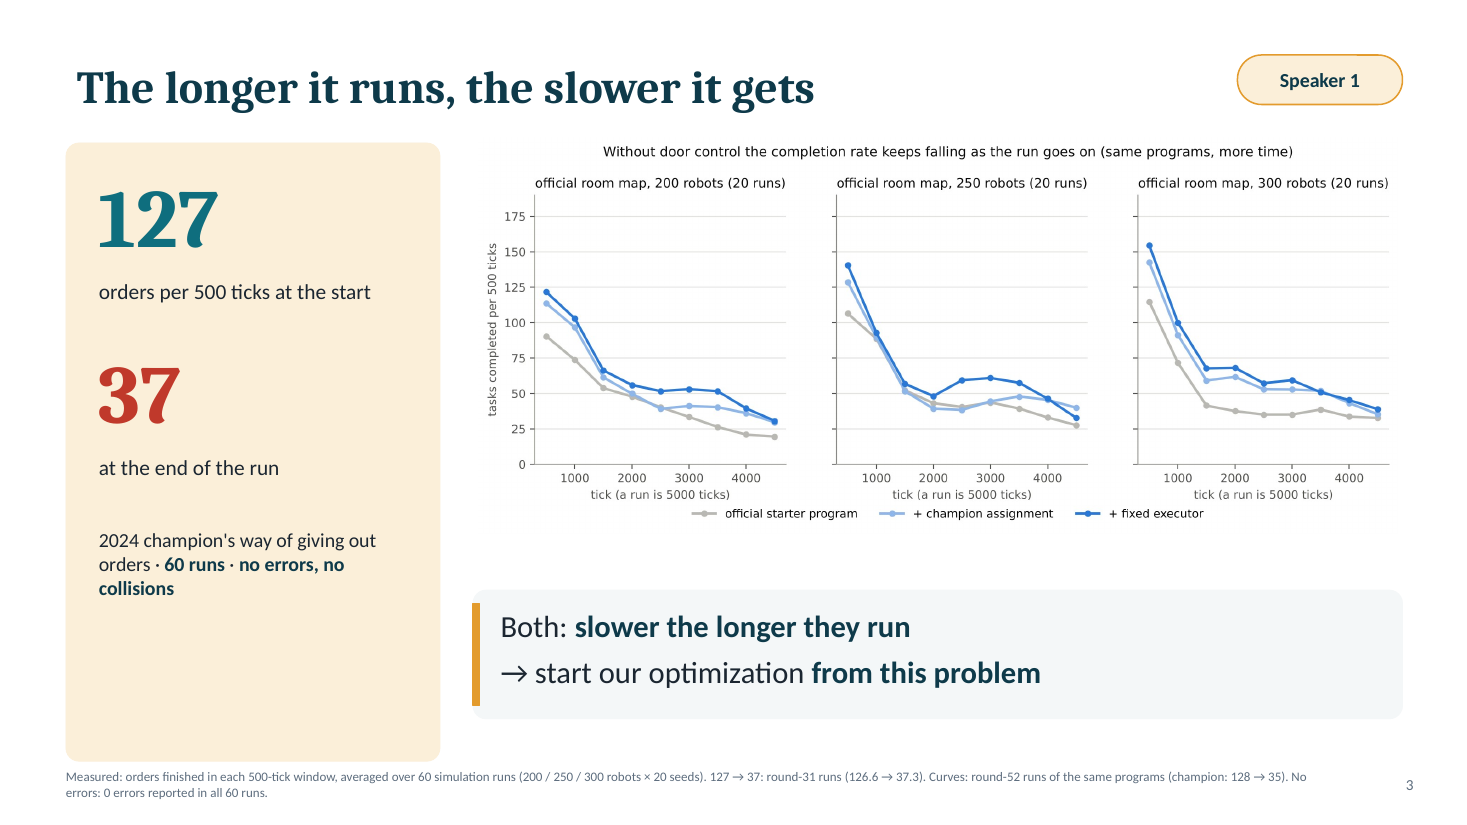 The longer it runs, the slower it gets
Speaker 1
127
orders per 500 ticks at the start
37
at the end of the run
2024 champion's way of giving out
orders · 60 runs · no errors, no
collisions
Without door control the completion rate keeps falling as the run goes on (same programs, more time)
official room map, 200 robots (20 runs)
official room map, 250 robots (20 runs)
official room map, 300 robots (20 runs)
tasks completed per 500 ticks
175
150
125
100
75
50
25
0
1000 2000 3000 4000
1000 2000 3000 4000
1000 2000 3000 4000
tick (a run is 5000 ticks)
tick (a run is 5000 ticks)
tick (a run is 5000 ticks)
official starter program
+ champion assignment
+ fixed executor
Both: slower the longer they run
→ start our optimization from this problem
Measured: orders finished in each 500-tick window, averaged over 60 simulation runs (200 / 250 / 300 robots × 20 seeds). 127 → 37: round-31 runs (126.6 → 37.3). Curves: round-52 runs of the same programs (champion: 128 → 35). No
errors: 0 errors reported in all 60 runs.
3